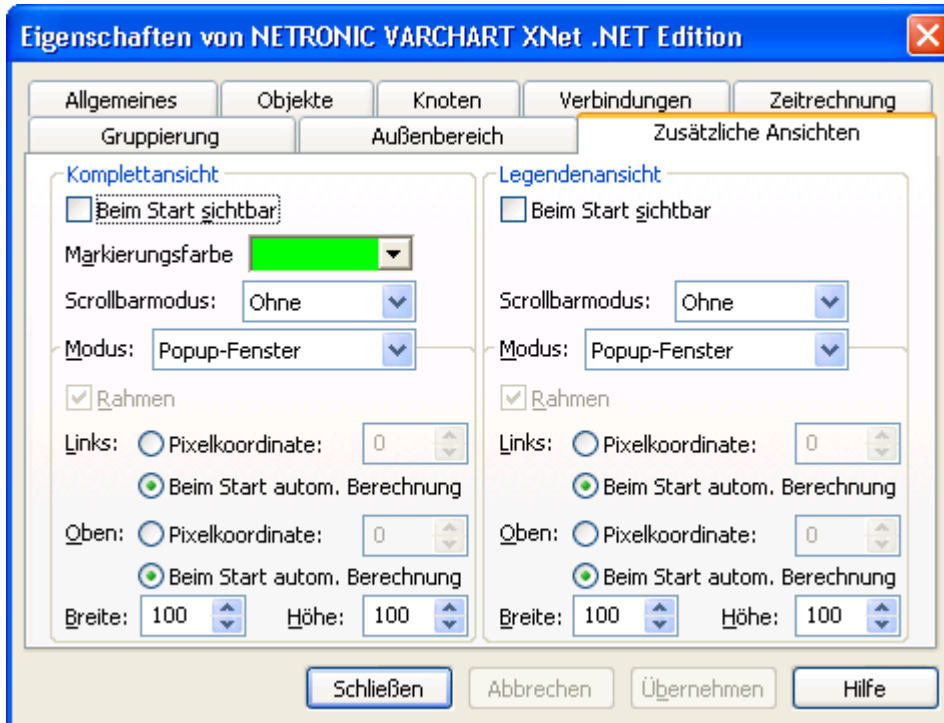 Eigenschaften von NETRONIC VARCHART XNet .NET Edition
Allgemeines Objekte Knoten Verbindungen Zeitrechnung
Gruppierung Außenbereich Zusätzliche Ansichten
Komplettansicht
Beim Start sichtbar
Markierungsfarbe
Scrollbarmodus: Ohne
Modus: Popup-Fenster
Rahmen
Links: Pixelkoordinate: 0
Beim Start autom. Berechnung
Oben: Pixelkoordinate: 0
Beim Start autom. Berechnung
Breite: 100 Höhe: 100
Legendenansicht
Beim Start sichtbar
Scrollbarmodus: Ohne
Modus: Popup-Fenster
Rahmen
Links: Pixelkoordinate: 0
Beim Start autom. Berechnung
Oben: Pixelkoordinate: 0
Beim Start autom. Berechnung
Breite: 100 Höhe: 100
Schließen Abbrechen Übernehmen Hilfe